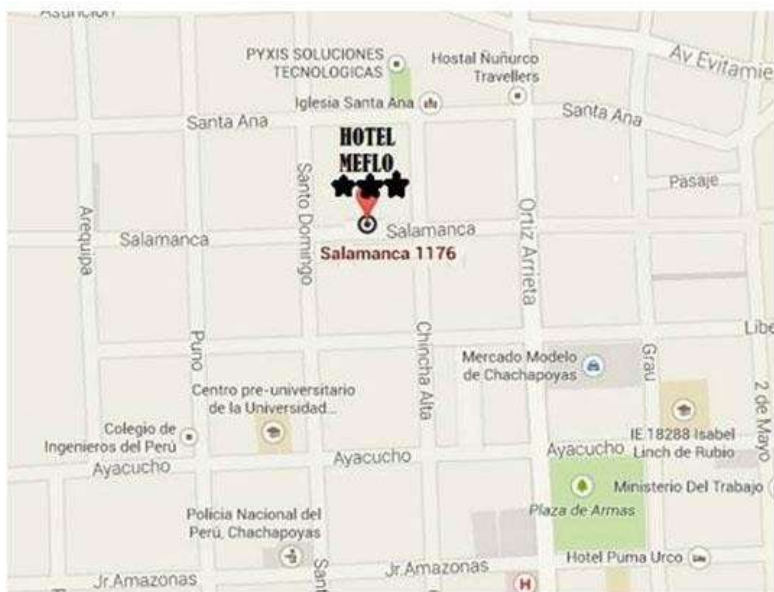 Asunción
PYXIS SOLUCIONES
TECNOLOGICAS
Hostal Ñuñurco
Travellers
Av Evitamie
Iglesia Santa Ana
Santa Ana
Santa Ana
HOTEL
MEFLO
Pasaje
Arequipa
Santo Domingo
Ortiz Arrieta
Salamanca
Salamanca
Salamanca 1176
Puno
Chincha Alta
Libe
Mercado Modelo
de Chachapoyas
Grau
2 de Mayo
Centro pre-universitario
de la Universidad...
Colegio de
Ingenieros del Perú
IE 18288 Isabel
Linch de Rubio
Ayacucho
Ayacucho
Ayacucho
Plaza de Armas
Ministerio Del Trabajo
Policia Nacional del
Perú, Chachapoyas
Hotel Puma Urco
Jr.Amazonas
Jr.Amazonas
Sant
H